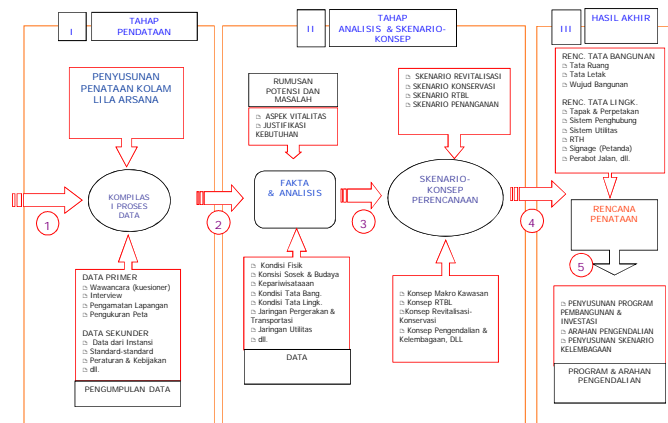 I
TAHAP
PENDATAAN
PENYUSUNAN
PENATAAN KOLAM
LILA ARSANA
KOMPILAS
I PROSES
DATA
1
DATA PRIMER
Wawancara (kuesioner)
Interview
Pengamatan Lapangan
Pengukuran Peta
DATA SEKUNDER
Data dari Instansi
Standard-standard
Peraturan & Kebijakan
dll.
PENGUMPULAN DATA
II
TAHAP
ANALISIS & SKENARIO-
KONSEP
RUMUSAN
POTENSI DAN
MASALAH
ASPEK VITALITAS
JUSTIFIKASI
KEBUTUHAN
2
FAKTA
& ANALISIS
Kondisi Fisik
Konsisi Sosek & Budaya
Kepariwisataaan
Kondisi Tata Bang.
Kondisi Tata Lingk.
Jaringan Pergerakan &
Transportasi
Jaringan Utilitas
dll.
DATA
3
SKENARIO REVITALISASI
SKENARIO KONSERVASI
SKENARIO RTBL
SKENARIO PENANGANAN
SKENARIO-
KONSEP
PERENCANAAN
Konsep Makro Kawasan
Konsep RTBL
Konsep Revitalisasi-
Konservasi
Konsep Pengendalian &
Kelembagaan, DLL
4
III
HASIL AKHIR
RENC. TATA BANGUNAN
Tata Ruang
Tata Letak
Wujud Bangunan
RENC. TATA LINGK.
Tapak & Perpetakan
Sistem Penghubung
Sistem Utilitas
RTH
Signage (Petanda)
Perabot Jalan, dll.
RENCANA
PENATAAN
5
PENYUSUNAN PROGRAM
PEMBANGUNAN &
INVESTASI
ARAHAN PENGENDALIAN
PENYUSUNAN SKENARIO
KELEMBAGAAN
PROGRAM & ARAHAN
PENGENDALIAN